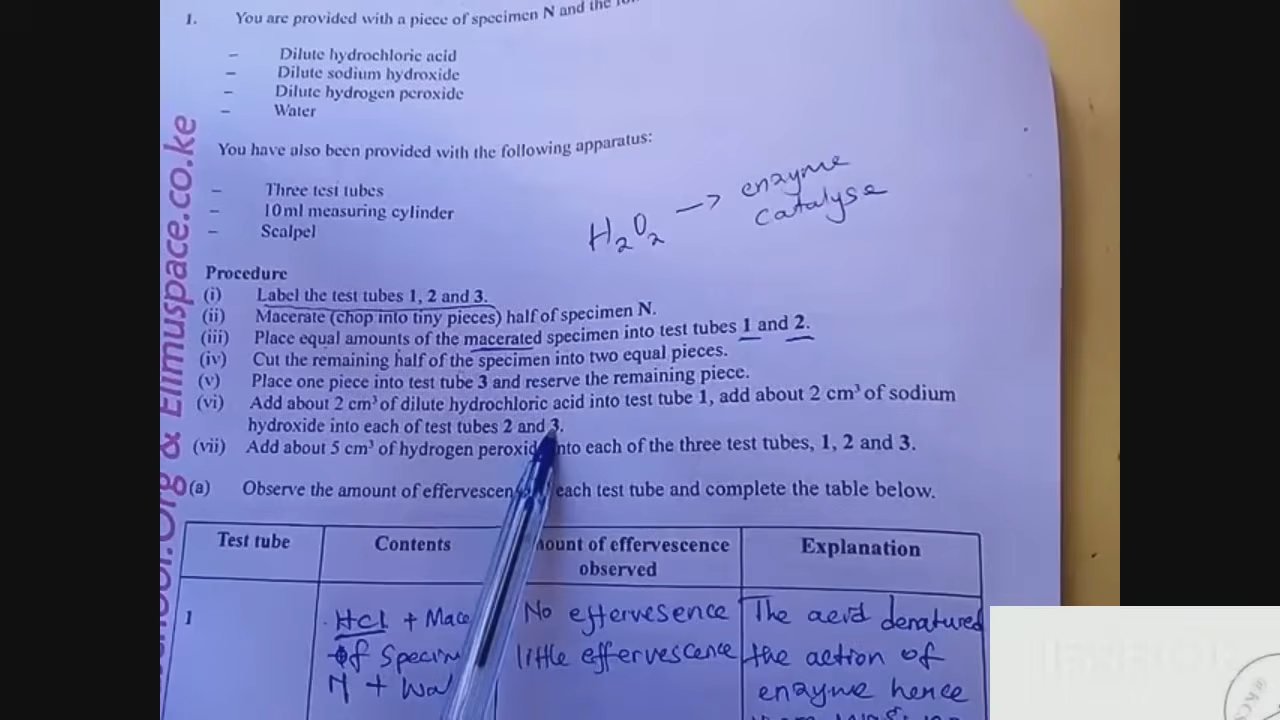 1. You are provided with a piece of specimen N and the
– Dilute hydrochloric acid
– Dilute sodium hydroxide
– Dilute hydrogen peroxide
– Water
You have also been provided with the following apparatus:
– Three test tubes
– 10ml measuring cylinder
– Scalpel
H₂O₂ → enzyme
catalyse
Procedure
(i) Label the test tubes 1, 2 and 3.
(ii) Macerate (chop into tiny pieces) half of specimen N.
(iii) Place equal amounts of the macerated specimen into test tubes 1 and 2.
(iv) Cut the remaining half of the specimen into two equal pieces.
(v) Place one piece into test tube 3 and reserve the remaining piece.
(vi) Add about 2 cm³ of dilute hydrochloric acid into test tube 1, add about 2 cm³ of sodium
hydroxide into each of test tubes 2 and 3.
(vii) Add about 5 cm³ of hydrogen peroxid into each of the three test tubes, 1, 2 and 3.
(a) Observe the amount of effervescen each test tube and complete the table below.
Test tube Contents ount of effervescence Explanation
observed
1 HCl + Mace No effervesence The acid denatured
of Specim little effervescence the action of
+ Wa enzyme hence
.Org & Elimuspace.co.ke